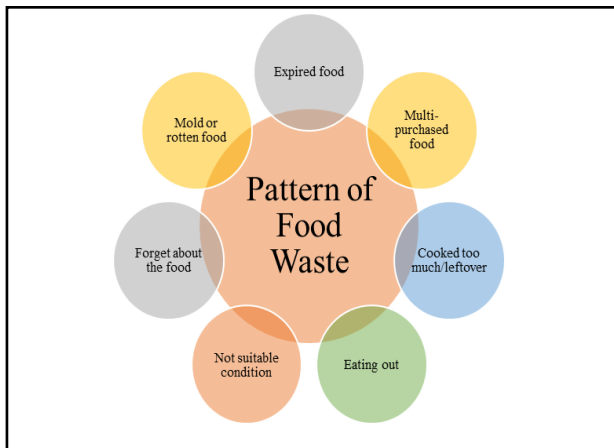 Expired food
Multi-
purchased
food
Cooked too
much/leftover
Eating out
Not suitable
condition
Forget about
the food
Mold or
rotten food
Pattern of
Food
Waste